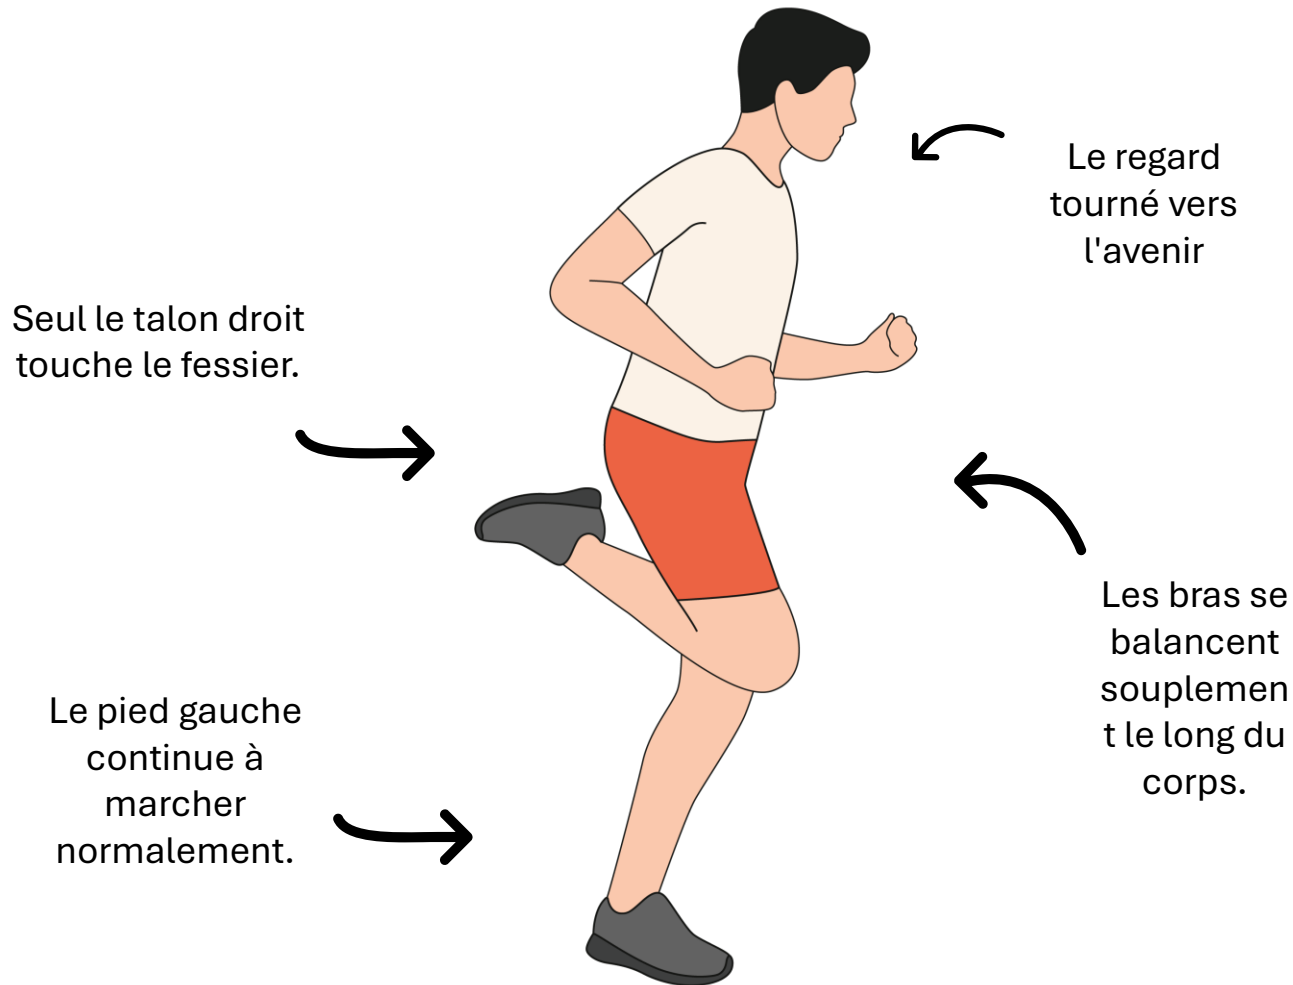 Le regard
tourné vers
l'avenir
Seul le talon droit
touche le fessier.
Les bras se
balancent
souplemen
t le long du
corps.
Le pied gauche
continue à
marcher
normalement.